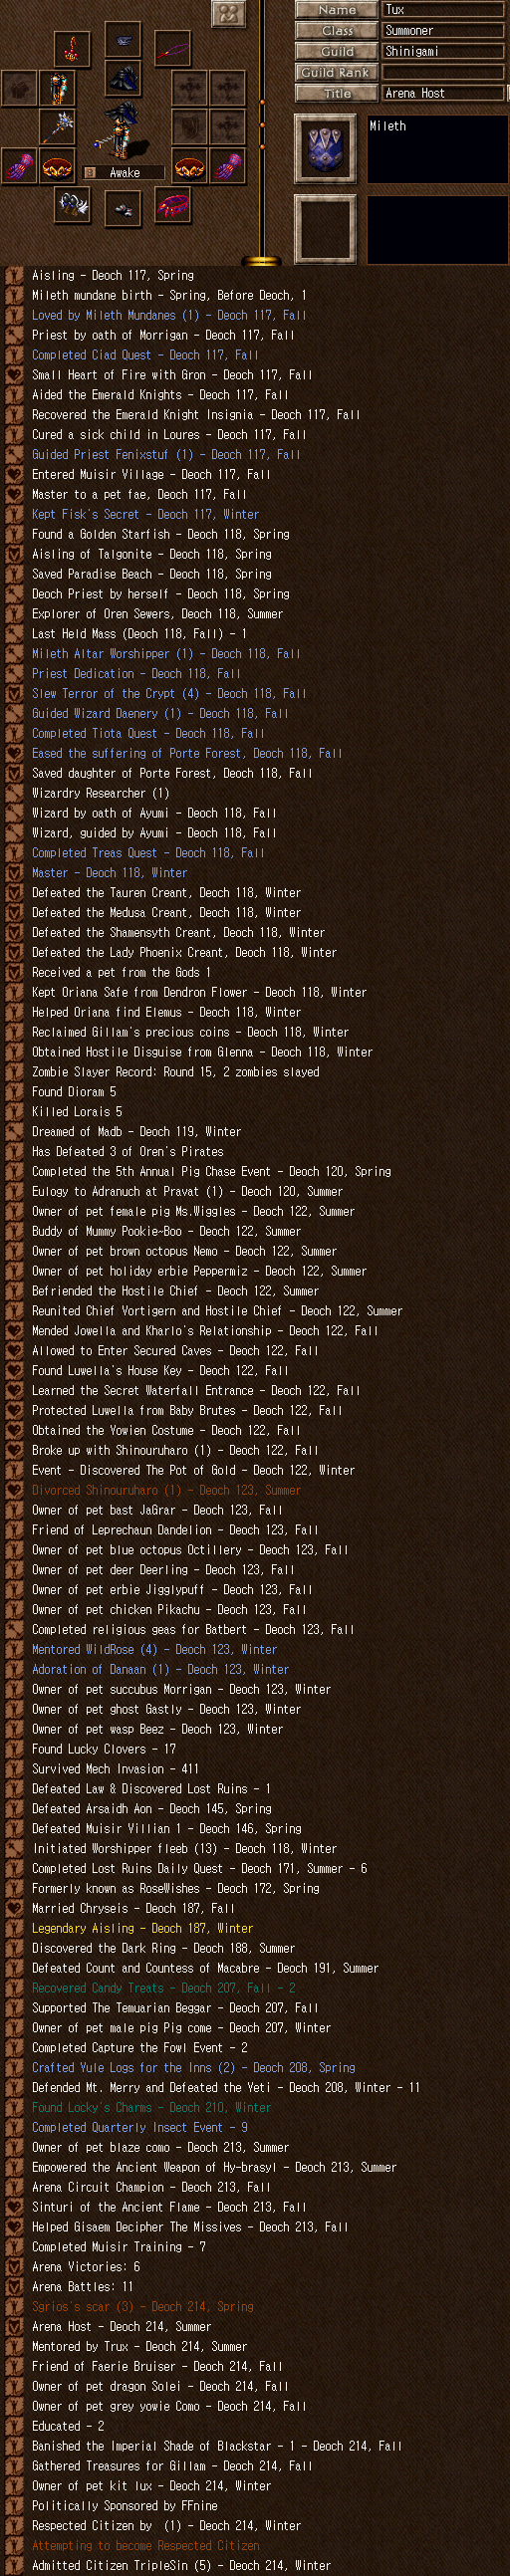 Name Tux
Class Summoner
Guild Shinigami
Guild Rank
Title Arena Host
Mileth
Awake
Aisling - Deoch 117, Spring
Mileth mundane birth - Spring, Before Deoch, 1
Loved by Mileth Mundanes (1) - Deoch 117, Fall
Priest by oath of Morrigan - Deoch 117, Fall
Completed Ciad Quest - Deoch 117, Fall
Small Heart of Fire with Gron - Deoch 117, Fall
Aided the Emerald Knights - Deoch 117, Fall
Recovered the Emerald Knight Insignia - Deoch 117, Fall
Cured a sick child in Loures - Deoch 117, Fall
Guided Priest Fenixstuf (1) - Deoch 117, Fall
Entered Muisir Village - Deoch 117, Fall
Master to a pet fae, Deoch 117, Fall
Kept Fisk's Secret - Deoch 117, Winter
Found a Golden Starfish - Deoch 118, Spring
Aisling of Talgonite - Deoch 118, Spring
Saved Paradise Beach - Deoch 118, Spring
Deoch Priest by herself - Deoch 118, Spring
Explorer of Oren Sewers, Deoch 118, Summer
Last Held Mass (Deoch 118, Fall) - 1
Mileth Altar Worshipper (1) - Deoch 118, Fall
Priest Dedication - Deoch 118, Fall
Slew Terror of the Crypt (4) - Deoch 118, Fall
Guided Wizard Daenery (1) - Deoch 118, Fall
Completed Tiota Quest - Deoch 118, Fall
Eased the suffering of Porte Forest, Deoch 118, Fall
Saved daughter of Porte Forest, Deoch 118, Fall
Wizardry Researcher (1)
Wizard by oath of Ayumi - Deoch 118, Fall
Wizard, guided by Ayumi - Deoch 118, Fall
Completed Treas Quest - Deoch 118, Fall
Master - Deoch 118, Winter
Defeated the Tauren Creant, Deoch 118, Winter
Defeated the Medusa Creant, Deoch 118, Winter
Defeated the Shamensyth Creant, Deoch 118, Winter
Defeated the Lady Phoenix Creant, Deoch 118, Winter
Received a pet from the Gods 1
Kept Oriana Safe from Dendron Flower - Deoch 118, Winter
Helped Oriana find Elemus - Deoch 118, Winter
Reclaimed Gillam's precious coins - Deoch 118, Winter
Obtained Hostile Disguise from Glenna - Deoch 118, Winter
Zombie Slayer Record: Round 15, 2 zombies slayed
Found Dioram 5
Killed Lorais 5
Dreamed of Madb - Deoch 119, Winter
Has Defeated 3 of Oren's Pirates
Completed the 5th Annual Pig Chase Event - Deoch 120, Spring
Eulogy to Adranuch at Pravat (1) - Deoch 120, Summer
Owner of pet female pig Ms.Wiggles - Deoch 122, Summer
Buddy of Mummy Pookie~Boo - Deoch 122, Summer
Owner of pet brown octopus Nemo - Deoch 122, Summer
Owner of pet holiday erbie Peppermiz - Deoch 122, Summer
Befriended the Hostile Chief - Deoch 122, Summer
Reunited Chief Vortigern and Hostile Chief - Deoch 122, Summer
Mended Jowella and Kharlo's Relationship - Deoch 122, Fall
Allowed to Enter Secured Caves - Deoch 122, Fall
Found Luwella's House Key - Deoch 122, Fall
Learned the Secret Waterfall Entrance - Deoch 122, Fall
Protected Luwella from Baby Brutes - Deoch 122, Fall
Obtained the Yowien Costume - Deoch 122, Fall
Broke up with Shinouruharo (1) - Deoch 122, Fall
Event - Discovered The Pot of Gold - Deoch 122, Winter
Divorced Shinouruharo (1) - Deoch 123, Summer
Owner of pet bast JaGrar - Deoch 123, Fall
Friend of Leprechaun Dandelion - Deoch 123, Fall
Owner of pet blue octopus Octillery - Deoch 123, Fall
Owner of pet deer Deerling - Deoch 123, Fall
Owner of pet erbie Jigglypuff - Deoch 123, Fall
Owner of pet chicken Pikachu - Deoch 123, Fall
Completed religious geas for Batbert - Deoch 123, Fall
Mentored WildRose (4) - Deoch 123, Winter
Adoration of Danaan (1) - Deoch 123, Winter
Owner of pet succubus Morrigan - Deoch 123, Winter
Owner of pet ghost Gastly - Deoch 123, Winter
Owner of pet wasp Beez - Deoch 123, Winter
Found Lucky Clovers - 17
Survived Mech Invasion - 411
Defeated Law & Discovered Lost Ruins - 1
Defeated Arsaidh Aon - Deoch 145, Spring
Defeated Muisir Villian 1 - Deoch 146, Spring
Initiated Worshipper fleeb (13) - Deoch 118, Winter
Completed Lost Ruins Daily Quest - Deoch 171, Summer - 6
Formerly known as RoseWishes - Deoch 172, Spring
Married Chryseis - Deoch 187, Fall
Legendary Aisling - Deoch 187, Winter
Discovered the Dark Ring - Deoch 188, Summer
Defeated Count and Countess of Macabre - Deoch 191, Summer
Recovered Candy Treats - Deoch 207, Fall - 2
Supported The Temuarian Beggar - Deoch 207, Fall
Owner of pet male pig Pig come - Deoch 207, Winter
Completed Capture the Fowl Event - 2
Crafted Yule Logs for the Inns (2) - Deoch 208, Spring
Defended Mt. Merry and Defeated the Yeti - Deoch 208, Winter - 11
Found Locky's Charms - Deoch 210, Winter
Completed Quarterly Insect Event - 9
Owner of pet blaze como - Deoch 213, Summer
Empowered the Ancient Weapon of Hy-brasyl - Deoch 213, Summer
Arena Circuit Champion - Deoch 213, Fall
Sinturi of the Ancient Flame - Deoch 213, Fall
Helped Gisaem Decipher The Missives - Deoch 213, Fall
Completed Muisir Training - 7
Arena Victories: 6
Arena Battles: 11
Sgrios's scar (3) - Deoch 214, Spring
Arena Host - Deoch 214, Summer
Mentored by Trux - Deoch 214, Summer
Friend of Faerie Bruiser - Deoch 214, Fall
Owner of pet dragon Solei - Deoch 214, Fall
Owner of pet grey yowie Como - Deoch 214, Fall
Educated - 2
Banished the Imperial Shade of Blackstar - 1 - Deoch 214, Fall
Gathered Treasures for Gillam - Deoch 214, Fall
Owner of pet kit lux - Deoch 214, Winter
Politically Sponsored by FFnine
Respected Citizen by  (1) - Deoch 214, Winter
Attempting to become Respected Citizen
Admitted Citizen TripleSin (5) - Deoch 214, Winter